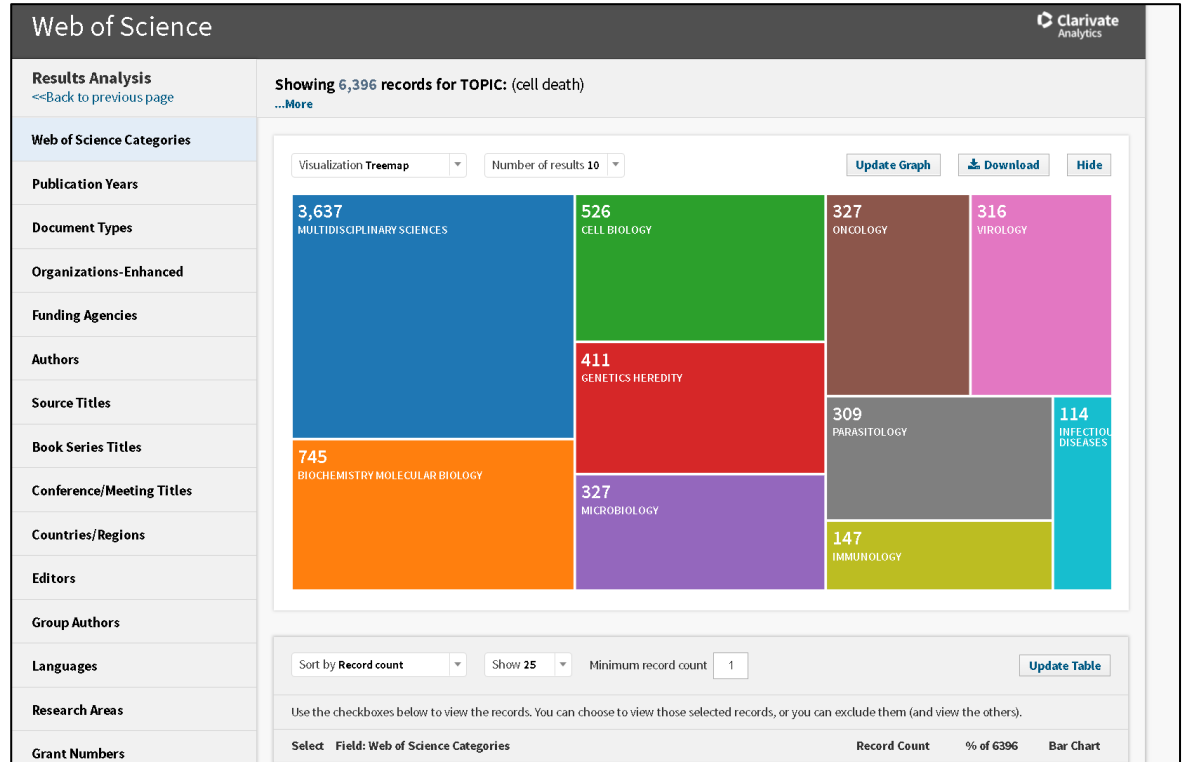 Web of Science
Clarivate
Analytics
Results Analysis
<<Back to previous page
Showing 6,396 records for TOPIC: (cell death)
...More
Web of Science Categories
Publication Years
Document Types
Organizations-Enhanced
Funding Agencies
Authors
Source Titles
Book Series Titles
Conference/Meeting Titles
Countries/Regions
Editors
Group Authors
Languages
Research Areas
Grant Numbers
Visualization Treemap
Number of results 10
Update Graph
Download
Hide
3,637
MULTIDISCIPLINARY SCIENCES
745
BIOCHEMISTRY MOLECULAR BIOLOGY
526
CELL BIOLOGY
411
GENETICS HEREDITY
327
MICROBIOLOGY
327
ONCOLOGY
316
VIROLOGY
309
PARASITOLOGY
147
IMMUNOLOGY
114
INFECTIOU
DISEASES
Sort by Record count
Show 25
Minimum record count 1
Update Table
Use the checkboxes below to view the records. You can choose to view those selected records, or you can exclude them (and view the others).
Select Field: Web of Science Categories Record Count % of 6396 Bar Chart